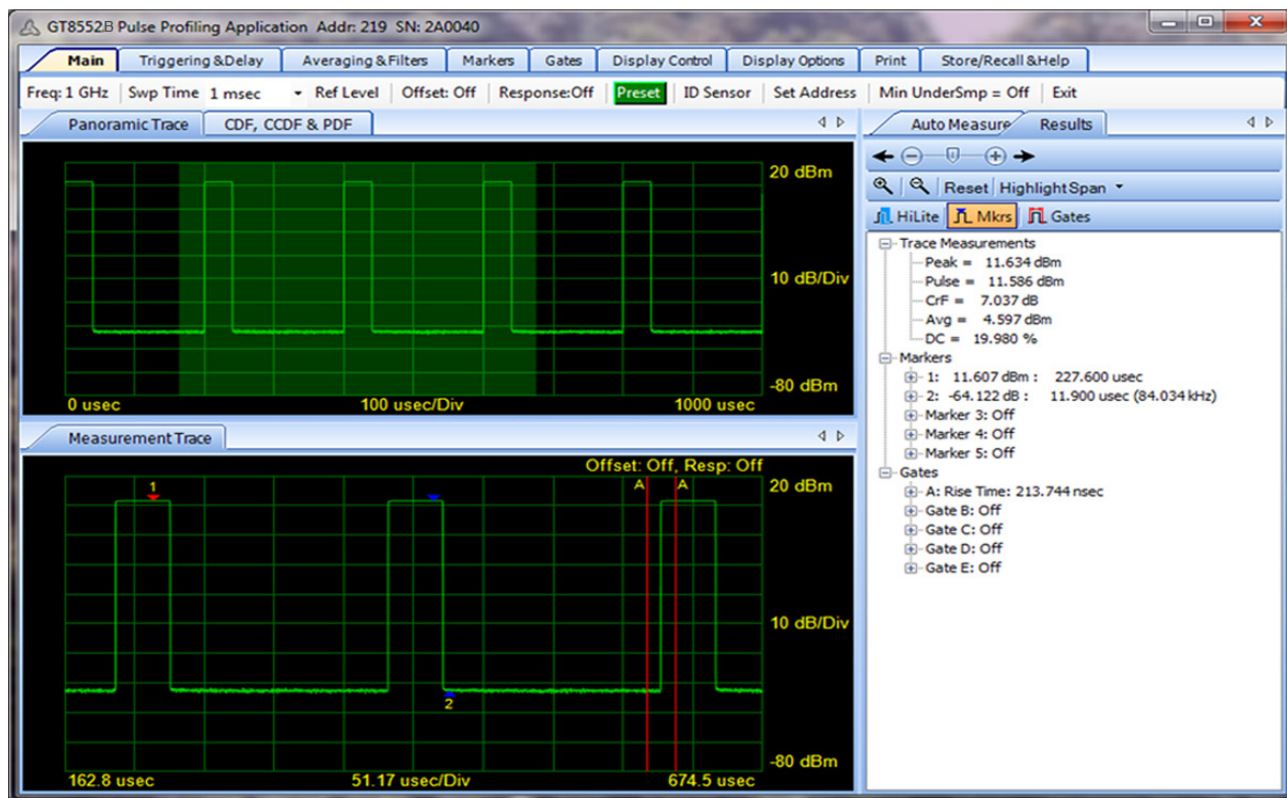 GT8552B Pulse Profiling Application Addr: 219 SN: 2A0040
Main Triggering &Delay Averaging &Filters Markers Gates Display Control Display Options Print Store/Recall &Help
Freq: 1 GHz Swp Time 1 msec Ref Level Offset: Off Response:Off Preset ID Sensor Set Address Min UnderSmp = Off Exit
Panoramic Trace CDF, CCDF & PDF
20 dBm
10 dB/Div
-80 dBm
0 usec 100 usec/Div 1000 usec
Measurement Trace
Offset: Off, Resp: Off
1 A A 20 dBm
10 dB/Div
2
-80 dBm
162.8 usec 51.17 usec/Div 674.5 usec
Auto Measure Results
Reset Highlight Span
HiLite Mkrs Gates
Trace Measurements
Peak = 11.634 dBm
Pulse = 11.586 dBm
CrF = 7.037 dB
Avg = 4.597 dBm
DC = 19.980 %
Markers
1: 11.607 dBm : 227.600 usec
2: -64.122 dB : 11.900 usec (84.034 kHz)
Marker 3: Off
Marker 4: Off
Marker 5: Off
Gates
A: Rise Time: 213.744 nsec
Gate B: Off
Gate C: Off
Gate D: Off
Gate E: Off